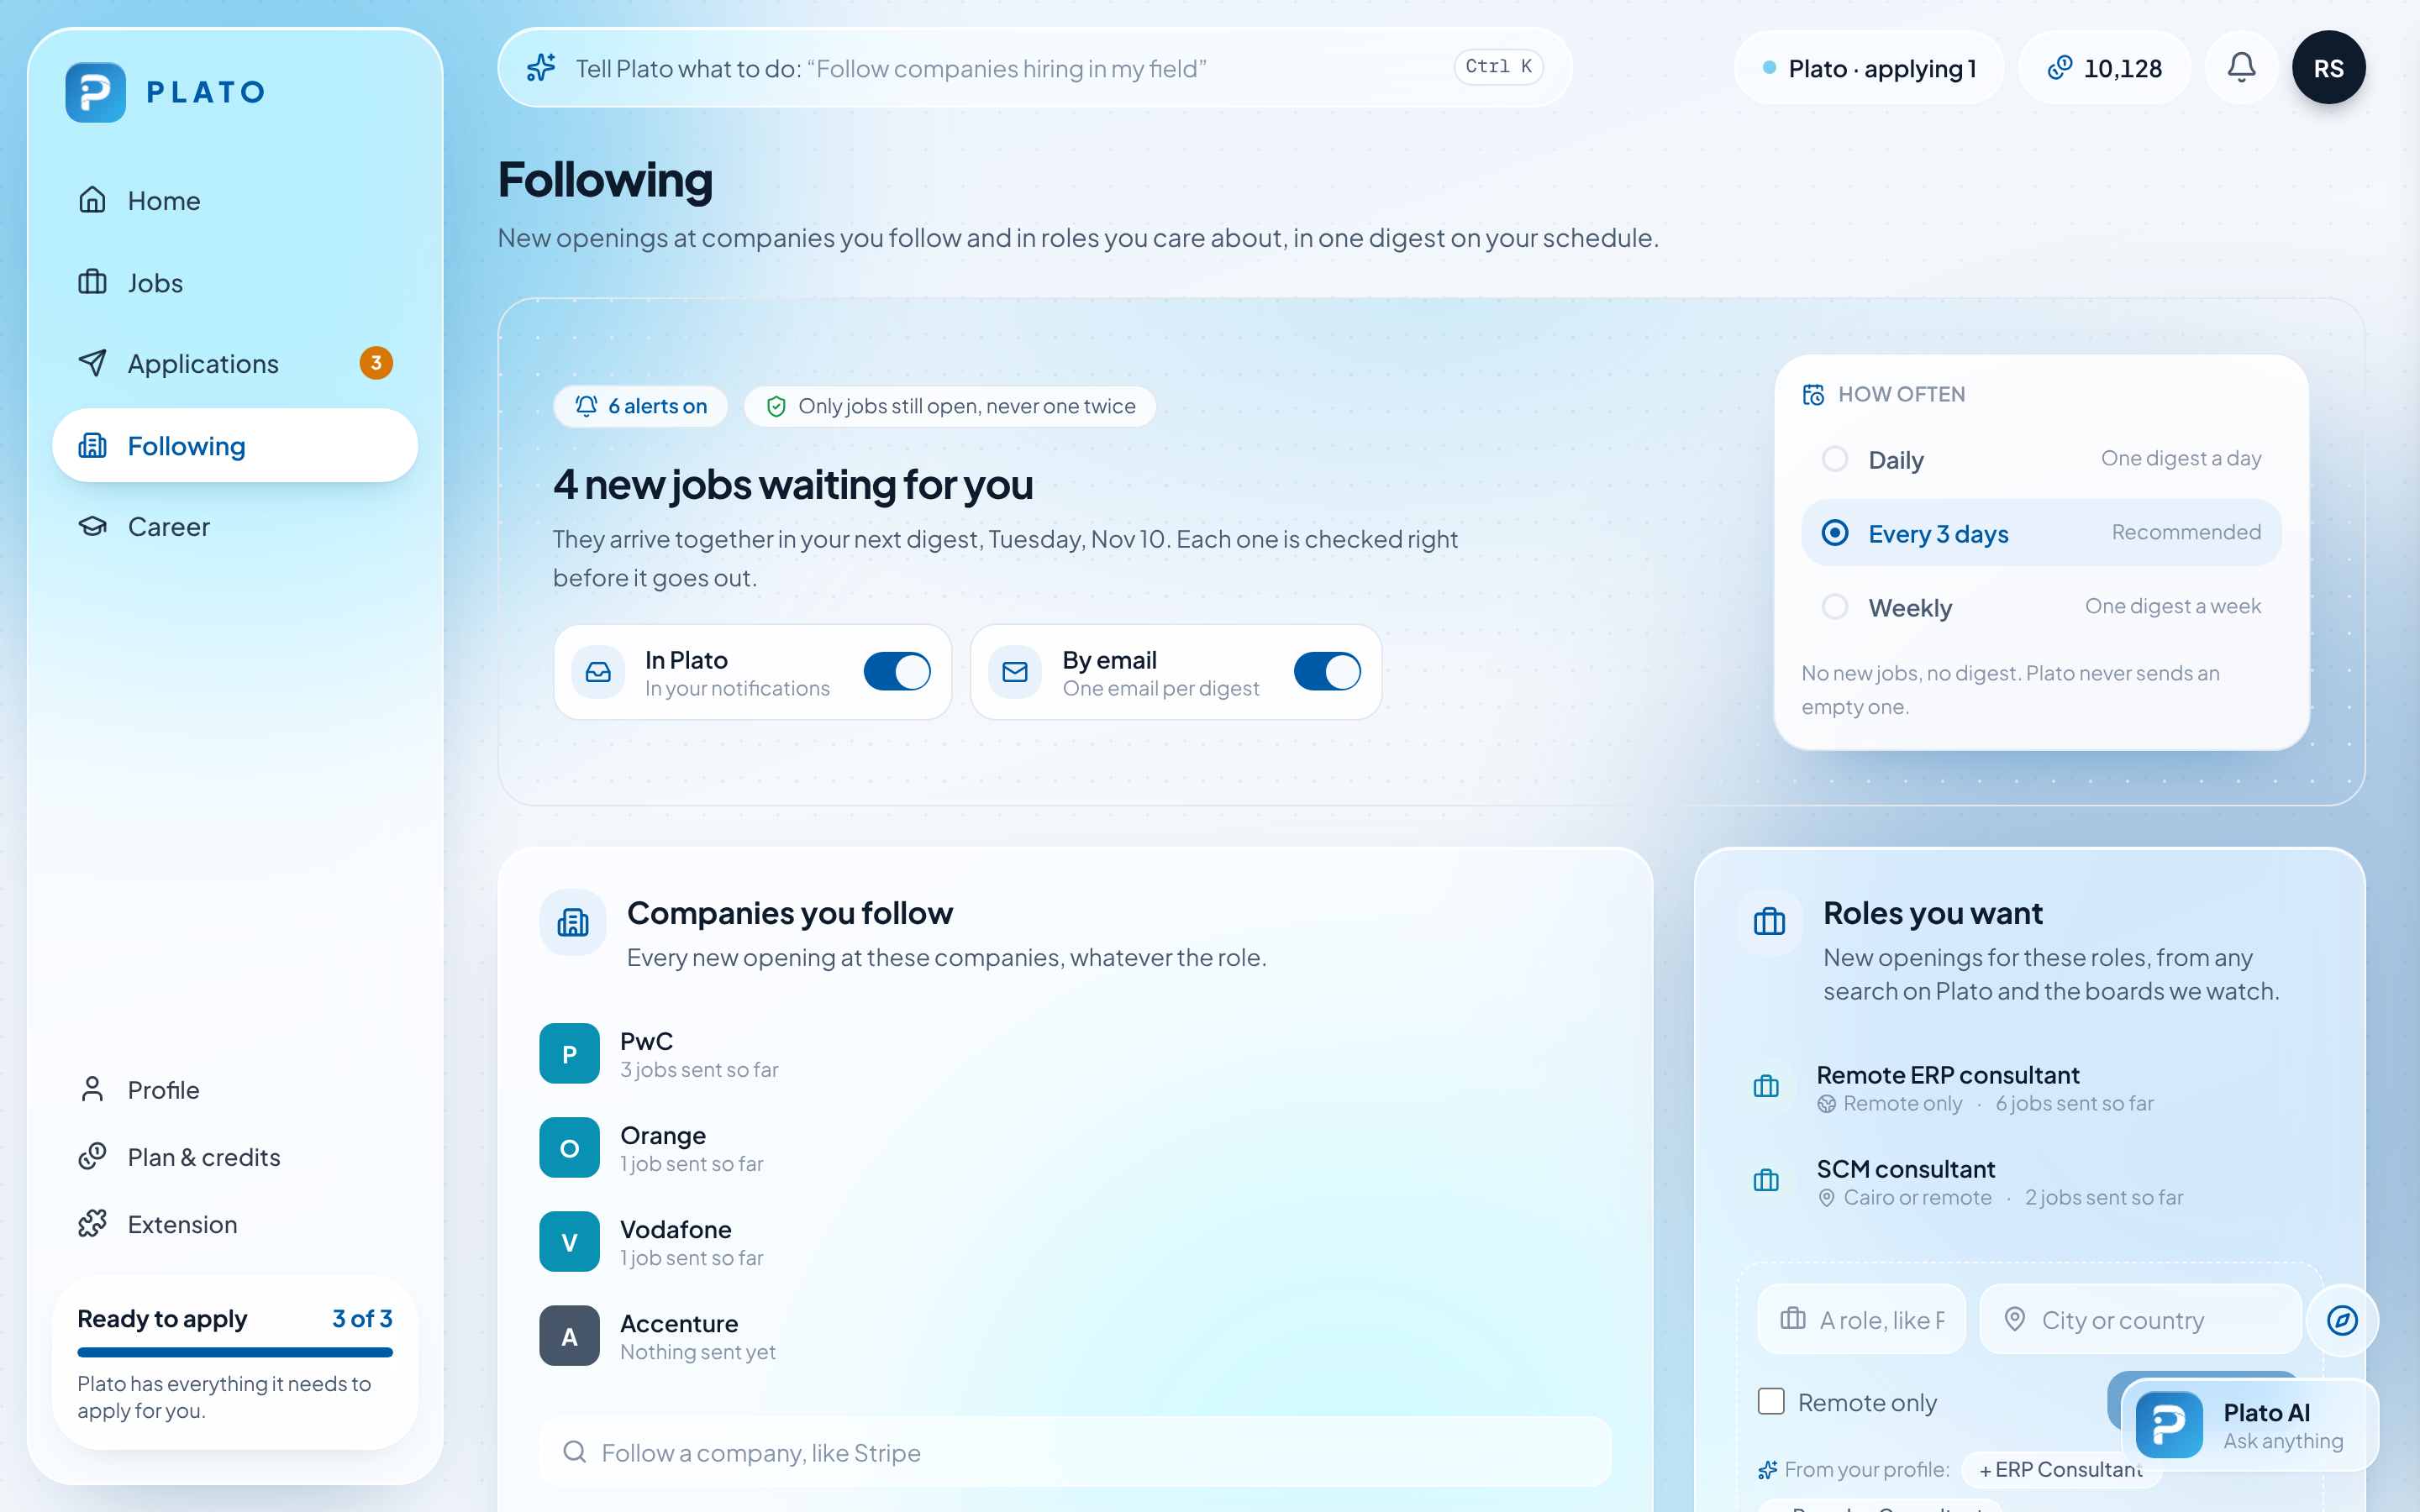 PLATO
Tell Plato what to do: “Follow companies hiring in my field”
Ctrl K
Plato · applying 1
10,128
RS
Home
Jobs
Applications
3
Following
Career
Profile
Plan & credits
Extension
Ready to apply
3 of 3
Plato has everything it needs to
apply for you.
Following
New openings at companies you follow and in roles you care about, in one digest on your schedule.
6 alerts on
Only jobs still open, never one twice
4 new jobs waiting for you
They arrive together in your next digest, Tuesday, Nov 10. Each one is checked right
before it goes out.
In Plato
In your notifications
By email
One email per digest
HOW OFTEN
Daily
One digest a day
Every 3 days
Recommended
Weekly
One digest a week
No new jobs, no digest. Plato never sends an
empty one.
Companies you follow
Every new opening at these companies, whatever the role.
P
PwC
3 jobs sent so far
O
Orange
1 job sent so far
V
Vodafone
1 job sent so far
A
Accenture
Nothing sent yet
Follow a company, like Stripe
Roles you want
New openings for these roles, from any
search on Plato and the boards we watch.
Remote ERP consultant
Remote only · 6 jobs sent so far
SCM consultant
Cairo or remote · 2 jobs sent so far
A role, like
City or country
Remote only
From your profile:
+ ERP Consultant
Plato AI
Ask anything